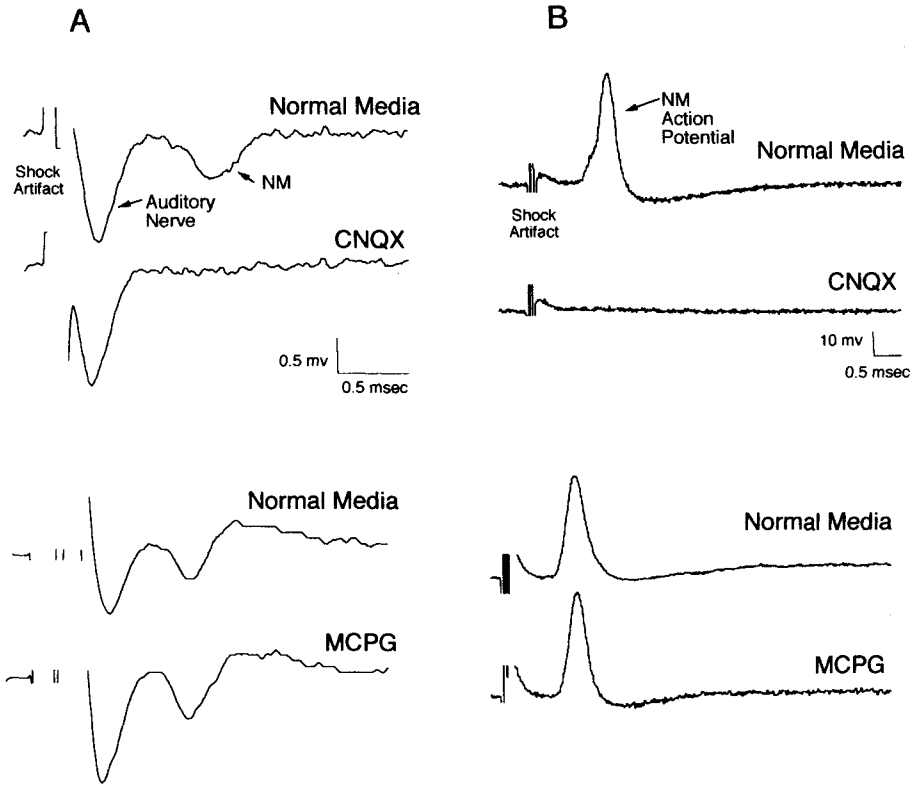 A
Normal Media
Shock
Artifact
NM
Auditory
Nerve
CNQX
0.5 mv
0.5 msec
Normal Media
MCPG
B
NM
Action
Potential
Normal Media
Shock
Artifact
CNQX
10 mv
0.5 msec
Normal Media
MCPG